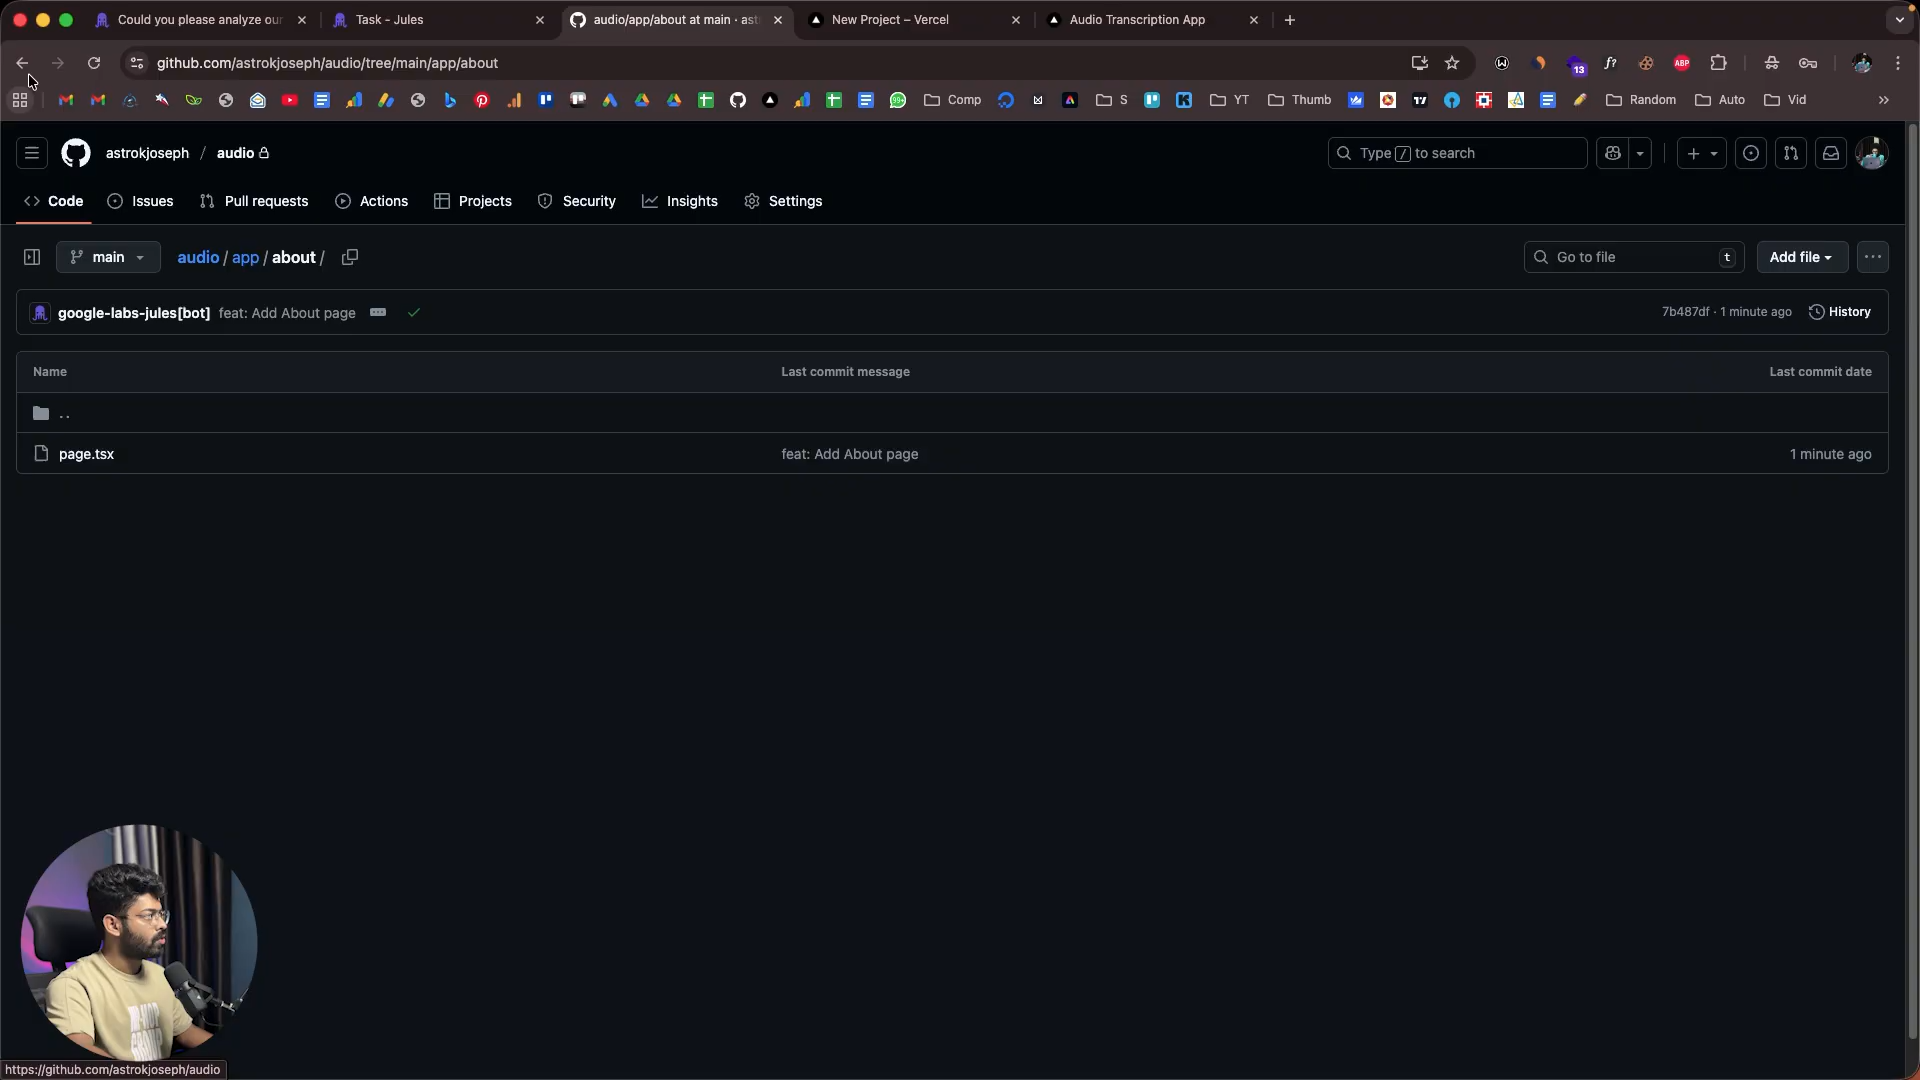 Could you please analyze our
Task - Jules
audio/app/about at main · ast
New Project – Vercel
Audio Transcription App
github.com/astrokjoseph/audio/tree/main/app/about
13
ABP
99+
Comp
S
YT
Thumb
Random
Auto
Vid
astrokjoseph / audio
Type / to search
Code
Issues
Pull requests
Actions
Projects
Security
Insights
Settings
main
audio / app / about /
Go to file
t
Add file
google-labs-jules[bot] feat: Add About page
7b487df · 1 minute ago
History
Name
Last commit message
Last commit date
..
page.tsx
feat: Add About page
1 minute ago
https://github.com/astrokjoseph/audio